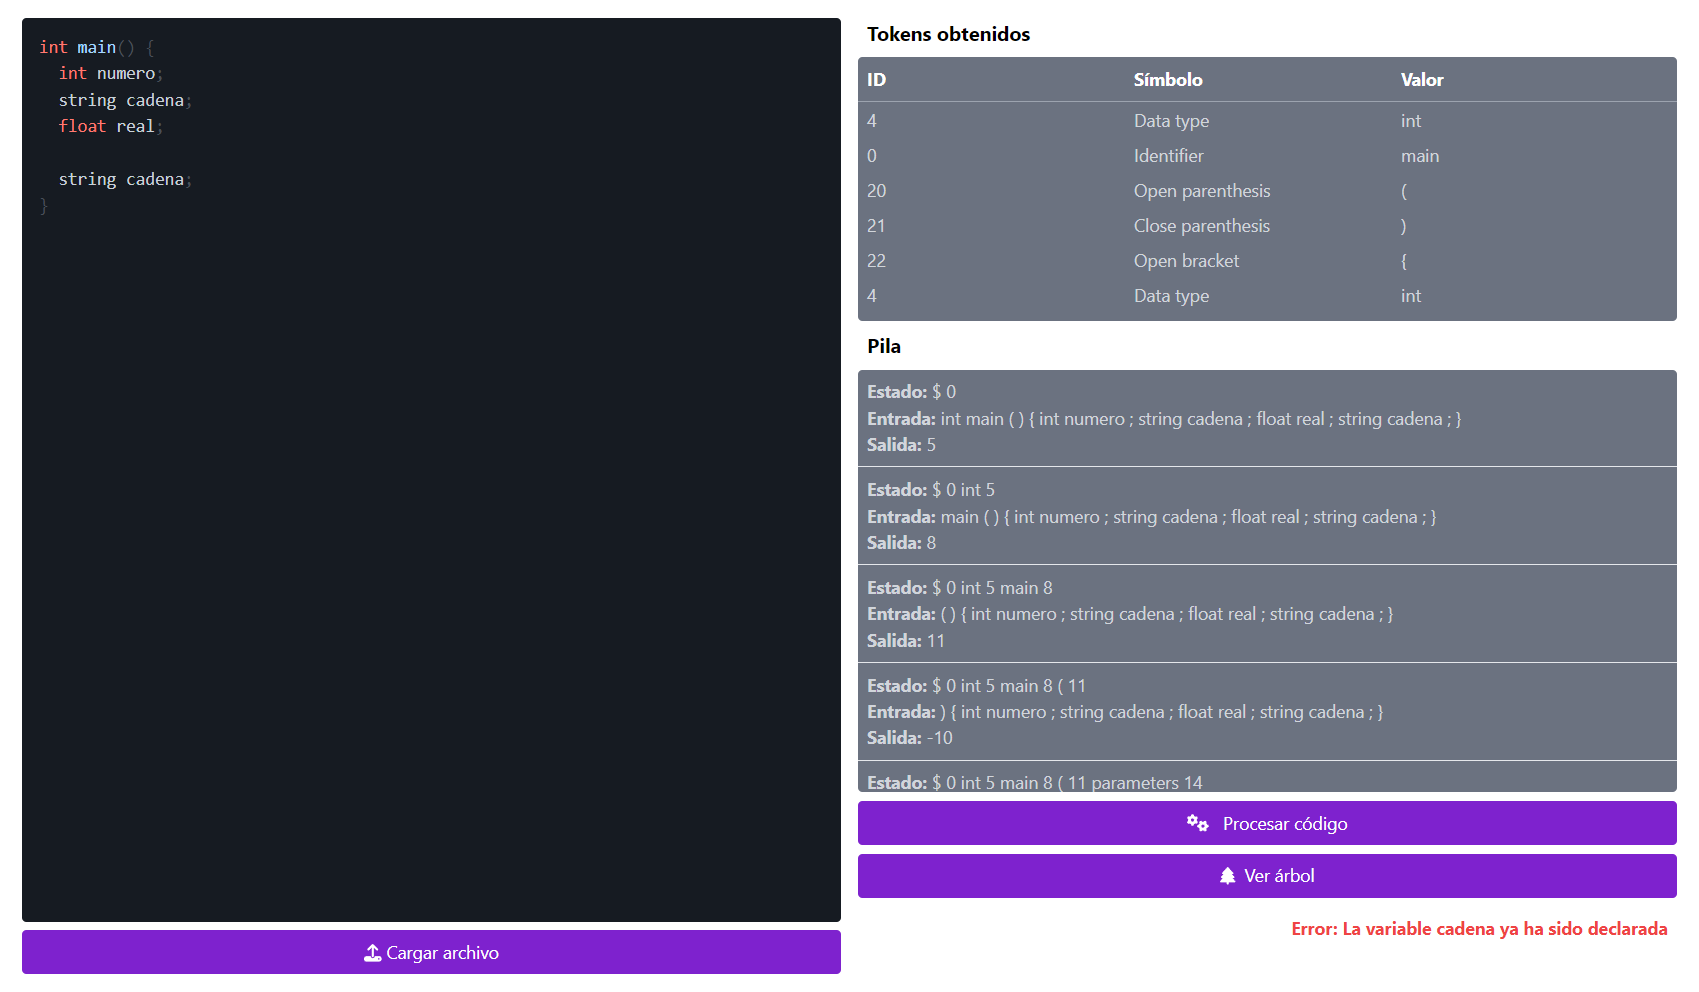 int main() {
  int numero;
  string cadena;
  float real;

  string cadena;
}
Cargar archivo
Tokens obtenidos
ID Símbolo Valor
4 Data type int
0 Identifier main
20 Open parenthesis (
21 Close parenthesis )
22 Open bracket {
4 Data type int
Pila
Estado: $ 0
Entrada: int main ( ) { int numero ; string cadena ; float real ; string cadena ; }
Salida: 5
Estado: $ 0 int 5
Entrada: main ( ) { int numero ; string cadena ; float real ; string cadena ; }
Salida: 8
Estado: $ 0 int 5 main 8
Entrada: ( ) { int numero ; string cadena ; float real ; string cadena ; }
Salida: 11
Estado: $ 0 int 5 main 8 ( 11
Entrada: ) { int numero ; string cadena ; float real ; string cadena ; }
Salida: -10
Estado: $ 0 int 5 main 8 ( 11 parameters 14
Procesar código
Ver árbol
Error: La variable cadena ya ha sido declarada